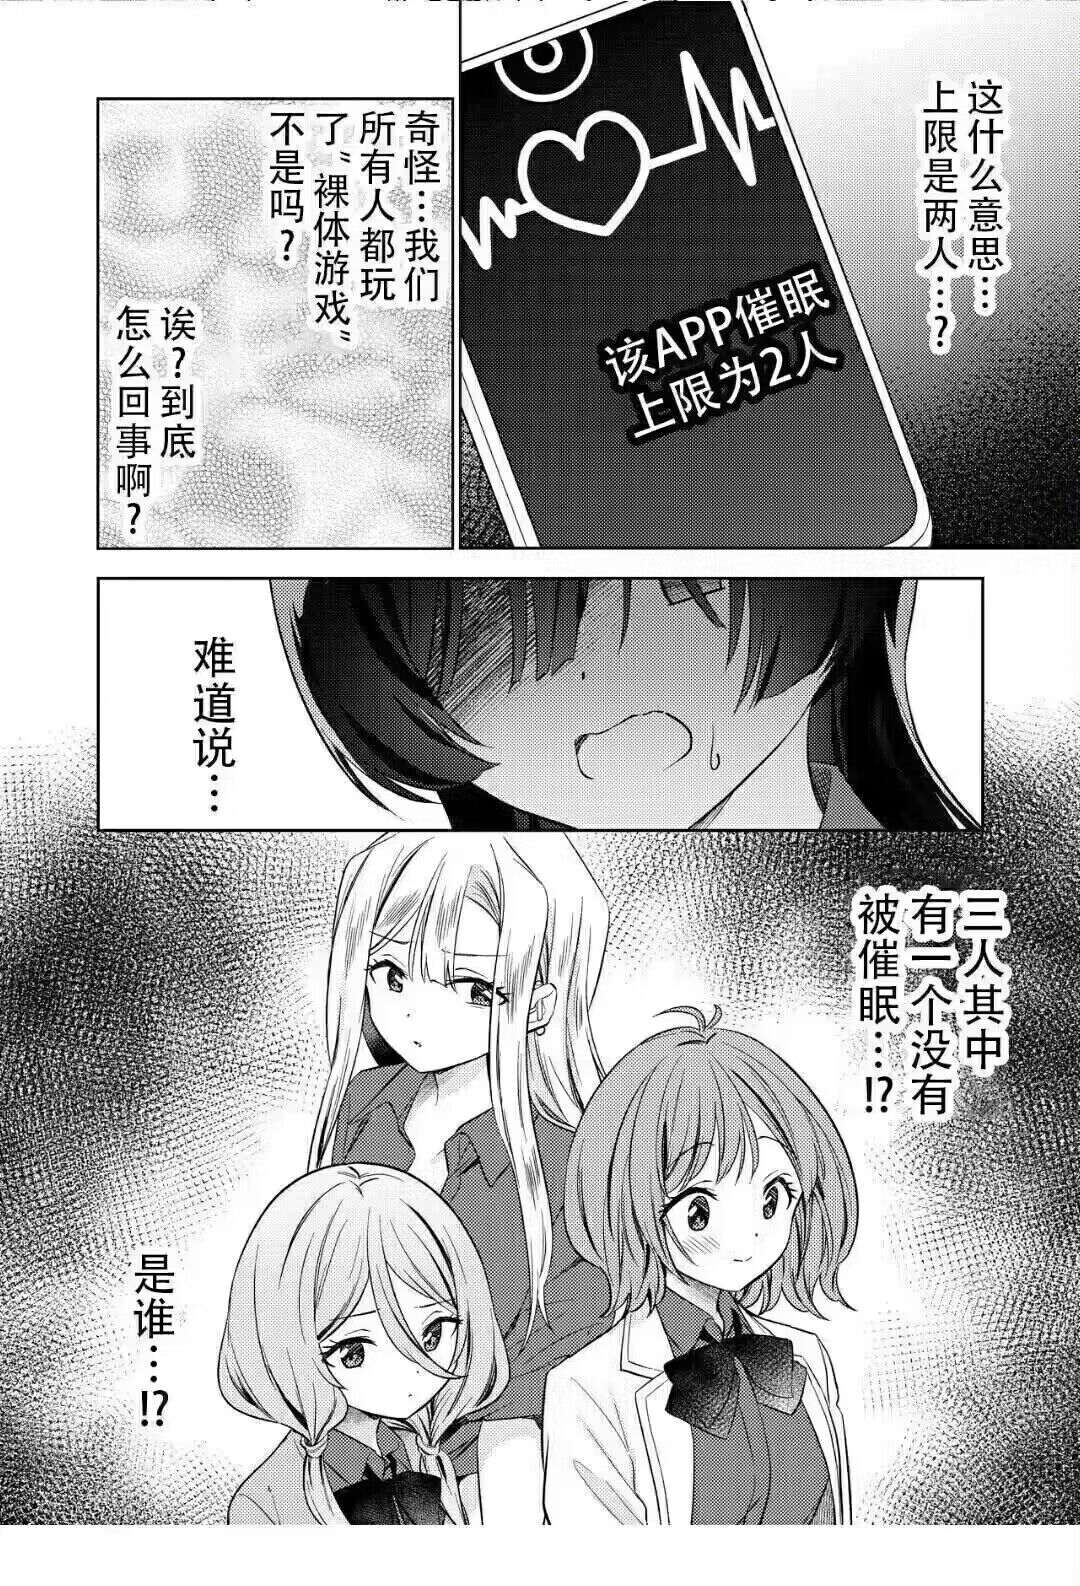 这什么意思…
上限是两人…?
该APP催眠
上限为2人
奇怪…我们
所有人都玩
了“裸体游戏”
不是吗?
诶?到底
怎么回事啊?
难道说…
三人其中
有一个没有
被催眠…!?
是谁…!?